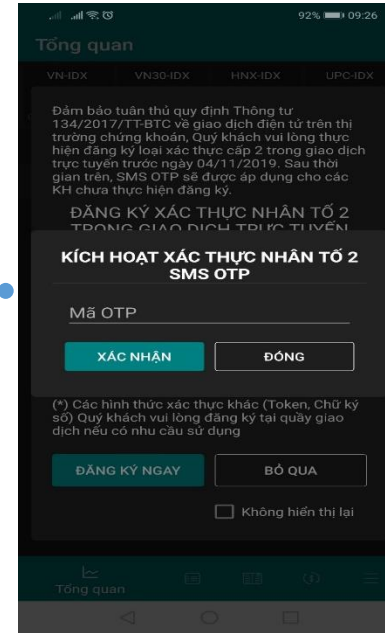 92% 09:26
Tổng quan
VN-IDX VN30-IDX HNX-IDX UPC-IDX
Đảm bảo tuân thủ quy định Thông tư
134/2017/TT-BTC về giao dịch điện tử trên thị
trường chứng khoán, Quý khách vui lòng thực
hiện đăng ký loại xác thực cấp 2 trong giao dịch
trực tuyến trước ngày 04/11/2019. Sau thời
gian trên, SMS OTP sẽ được áp dụng cho các
KH chưa thực hiện đăng ký.
ĐĂNG KÝ XÁC THỰC NHÂN TỐ 2
TRONG GIAO DỊCH TRỰC TUYẾN
KÍCH HOẠT XÁC THỰC NHÂN TỐ 2
SMS OTP
Mã OTP
XÁC NHẬN ĐÓNG
(*) Các hình thức xác thực khác (Token, Chữ ký
số) Quý khách vui lòng đăng ký tại quầy giao
dịch nếu có nhu cầu sử dụng
ĐĂNG KÝ NGAY BỎ QUA
Không hiển thị lại
Tổng quan